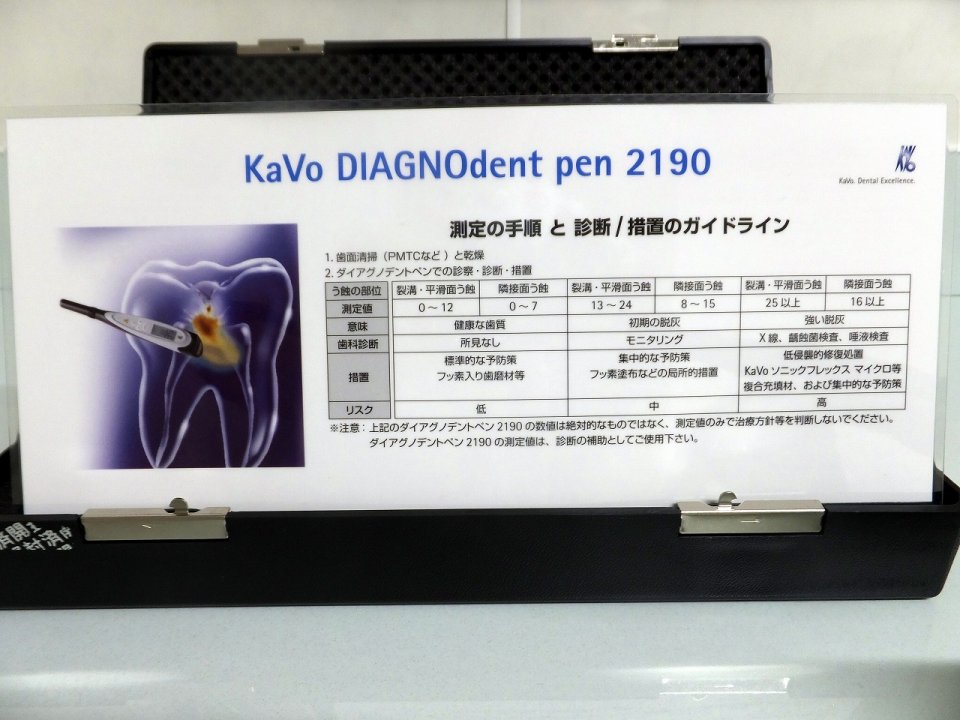 KaVo DIAGNOdent pen 2190
KaVo. Dental Excellence.
測定の手順 と 診断/措置のガイドライン
1. 歯面清掃（PMTCなど）と乾燥
2. ダイアグノデントペンでの診察・診断・措置
う蝕の部位 裂溝・平滑面う蝕 隣接面う蝕 裂溝・平滑面う蝕 隣接面う蝕 裂溝・平滑面う蝕 隣接面う蝕
測定値 0～12 0～7 13～24 8～15 25以上 16以上
意味 健康な歯質 初期の脱灰 強い脱灰
歯科診断 所見なし モニタリング X線、齲蝕菌検査、唾液検査
措置 標準的な予防策 集中的な予防策 低侵襲的修復処置
フッ素入り歯磨材等 フッ素塗布などの局所的措置 KaVo ソニックフレックス マイクロ等
複合充填材、および集中的な予防策
リスク 低 中 高
※注意：上記のダイアグノデントペン 2190 の数値は絶対的なものではなく、測定値のみで治療方針等を判断しないでください。
ダイアグノデントペン 2190 の測定値は、診断の補助としてご使用下さい。